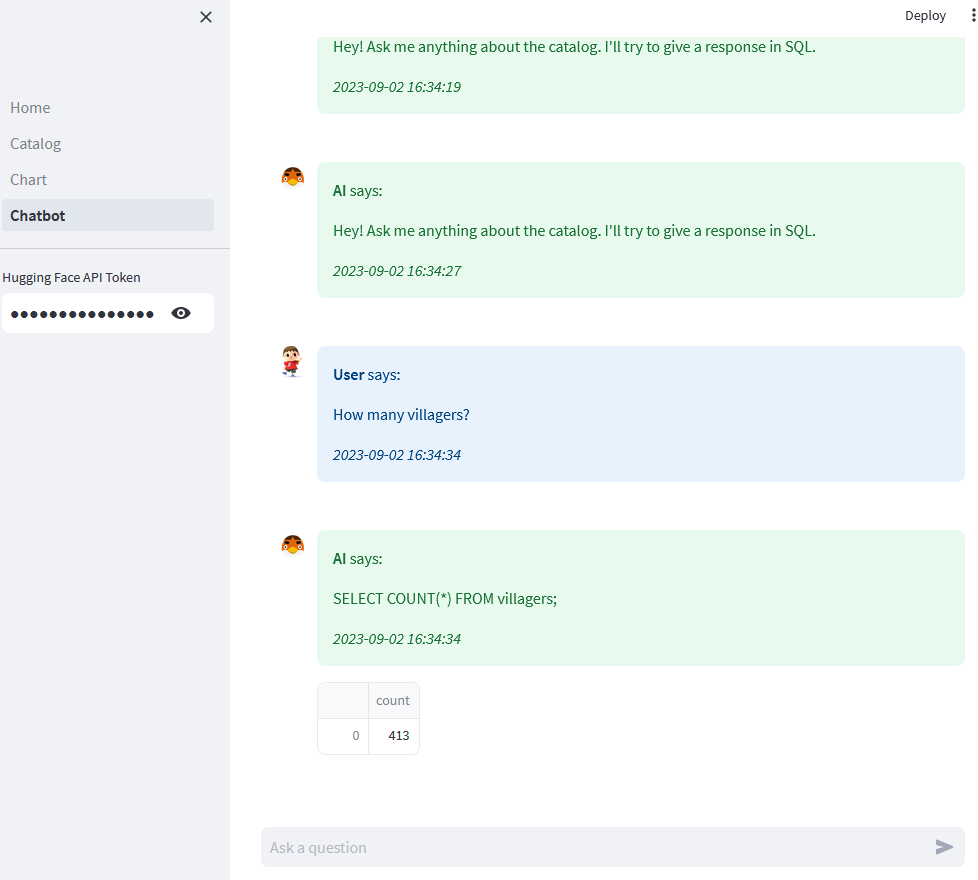 Deploy
Home
Catalog
Chart
Chatbot
Hugging Face API Token
●●●●●●●●●●●●●●●
Hey! Ask me anything about the catalog. I'll try to give a response in SQL.
2023-09-02 16:34:19
AI says:
Hey! Ask me anything about the catalog. I'll try to give a response in SQL.
2023-09-02 16:34:27
User says:
How many villagers?
2023-09-02 16:34:34
AI says:
SELECT COUNT(*) FROM villagers;
2023-09-02 16:34:34
count
0 413
Ask a question